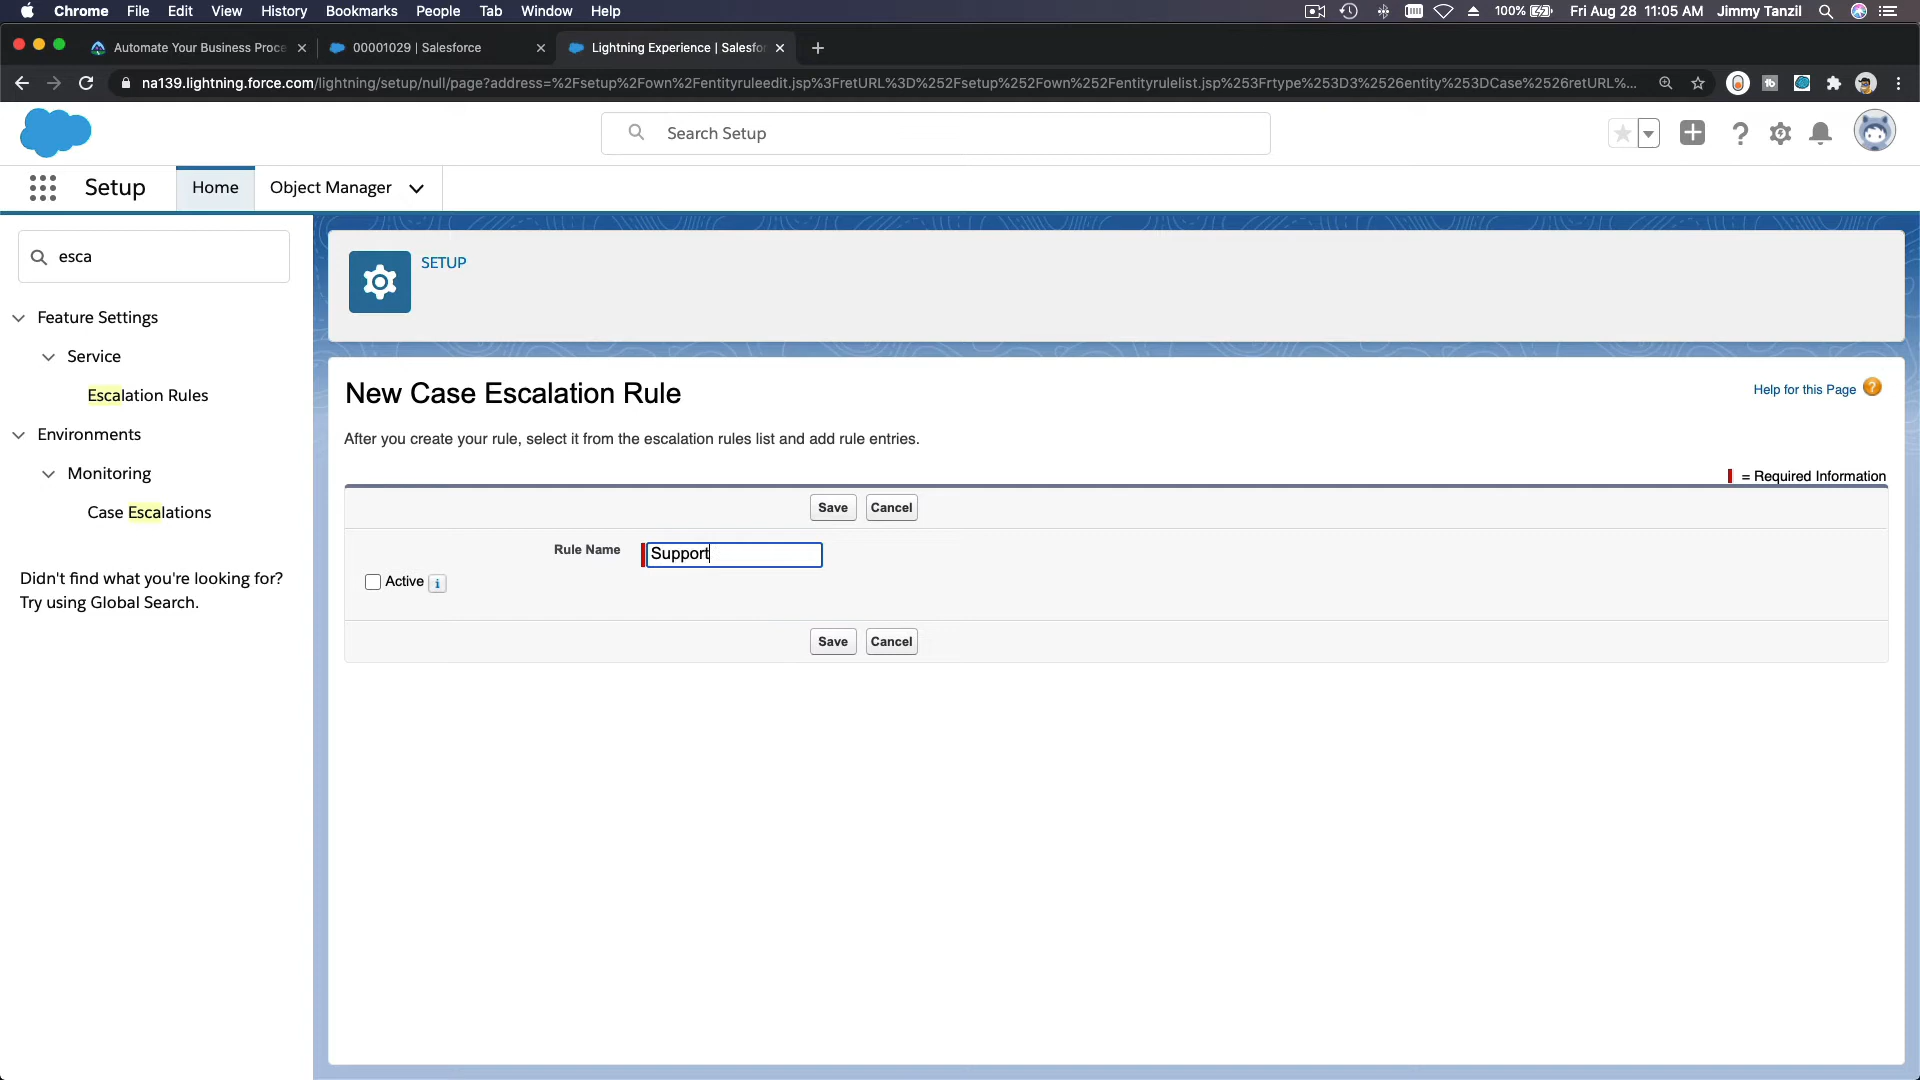 Chrome File Edit View History Bookmarks People Tab Window Help 100% Fri Aug 28 11:05 AM Jimmy Tanzil
Automate Your Business Proce 00001029 | Salesforce Lightning Experience | Salesfor
na139.lightning.force.com/lightning/setup/null/page?address=%2Fsetup%2Fown%2Fentityruleedit.jsp%3FretURL%3D%252Fsetup%252Fown%252Fentityrulelist.jsp%253Frtype%253D3%2526entity%253DCase%2526retURL%...
Search Setup
Setup Home Object Manager
esca
SETUP
Feature Settings
Service
Escalation Rules
Environments
Monitoring
Case Escalations
Didn't find what you're looking for?
Try using Global Search.
New Case Escalation Rule
Help for this Page ?
After you create your rule, select it from the escalation rules list and add rule entries.
= Required Information
Save Cancel
Rule Name Support
Active i
Save Cancel